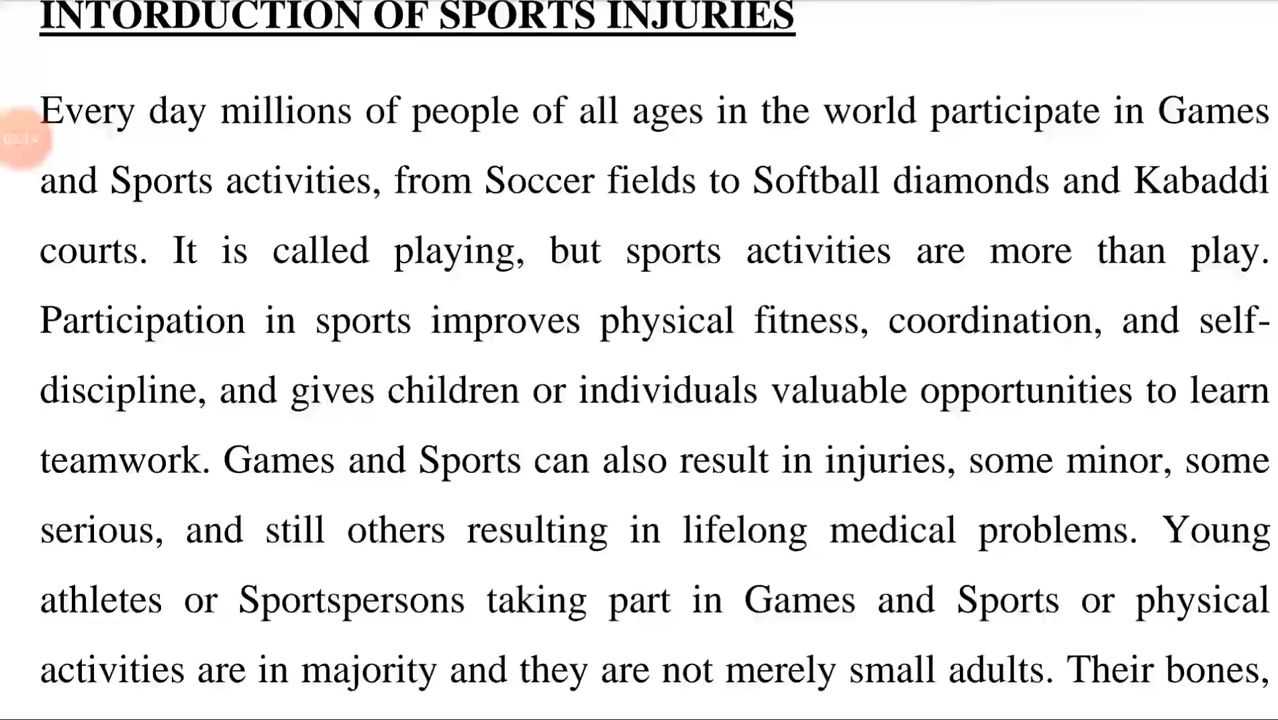 INTORDUCTION OF SPORTS INJURIES
Every day millions of people of all ages in the world participate in Games
and Sports activities, from Soccer fields to Softball diamonds and Kabaddi
courts. It is called playing, but sports activities are more than play.
Participation in sports improves physical fitness, coordination, and self-
discipline, and gives children or individuals valuable opportunities to learn
teamwork. Games and Sports can also result in injuries, some minor, some
serious, and still others resulting in lifelong medical problems. Young
athletes or Sportspersons taking part in Games and Sports or physical
activities are in majority and they are not merely small adults. Their bones,